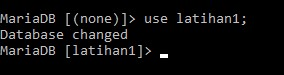 MariaDB [(none)]> use latihan1;
Database changed
MariaDB [latihan1]> _